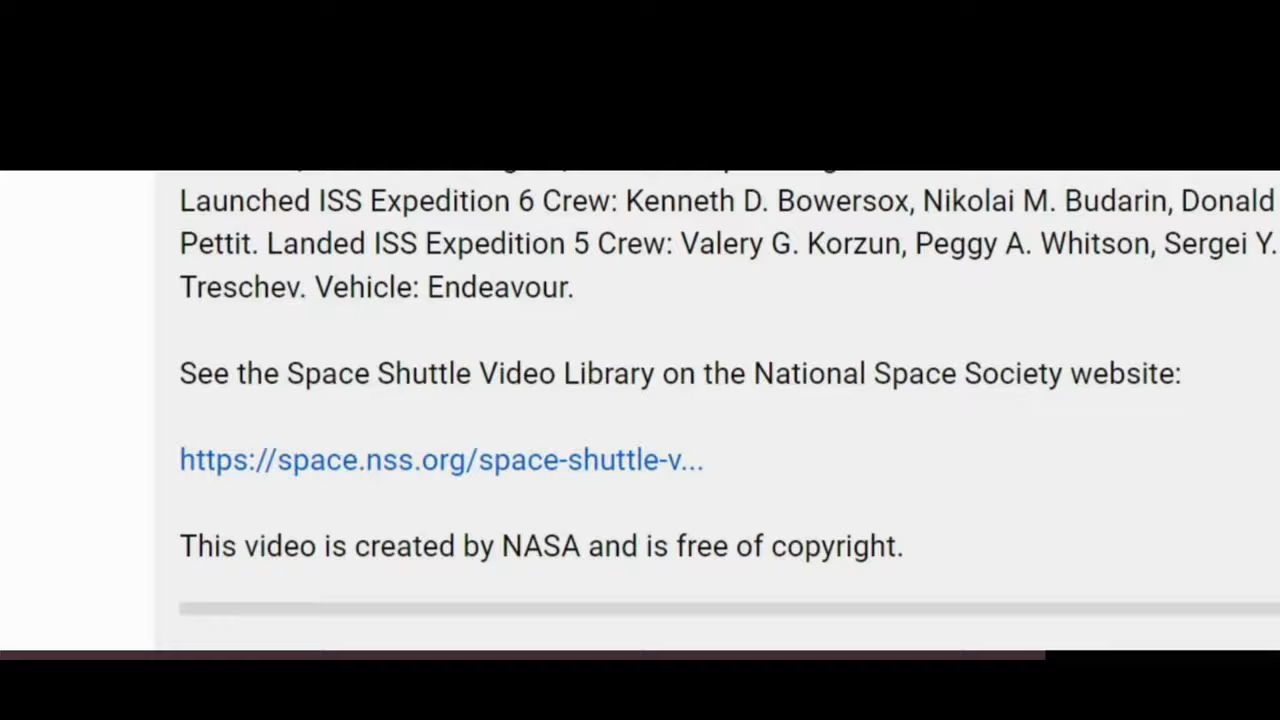 Launched ISS Expedition 6 Crew: Kenneth D. Bowersox, Nikolai M. Budarin, Donald
Pettit. Landed ISS Expedition 5 Crew: Valery G. Korzun, Peggy A. Whitson, Sergei Y.
Treschev. Vehicle: Endeavour.
See the Space Shuttle Video Library on the National Space Society website:
https://space.nss.org/space-shuttle-v...
This video is created by NASA and is free of copyright.